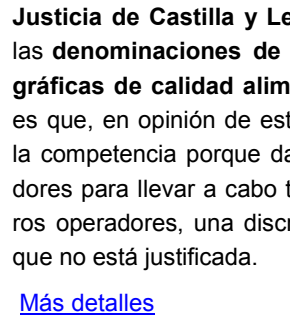 Justicia de Castilla y Le
las denominaciones de
gráficas de calidad alim
es que, en opinión de est
la competencia porque da
dores para llevar a cabo t
ros operadores, una discr
que no está justificada.
Más detalles